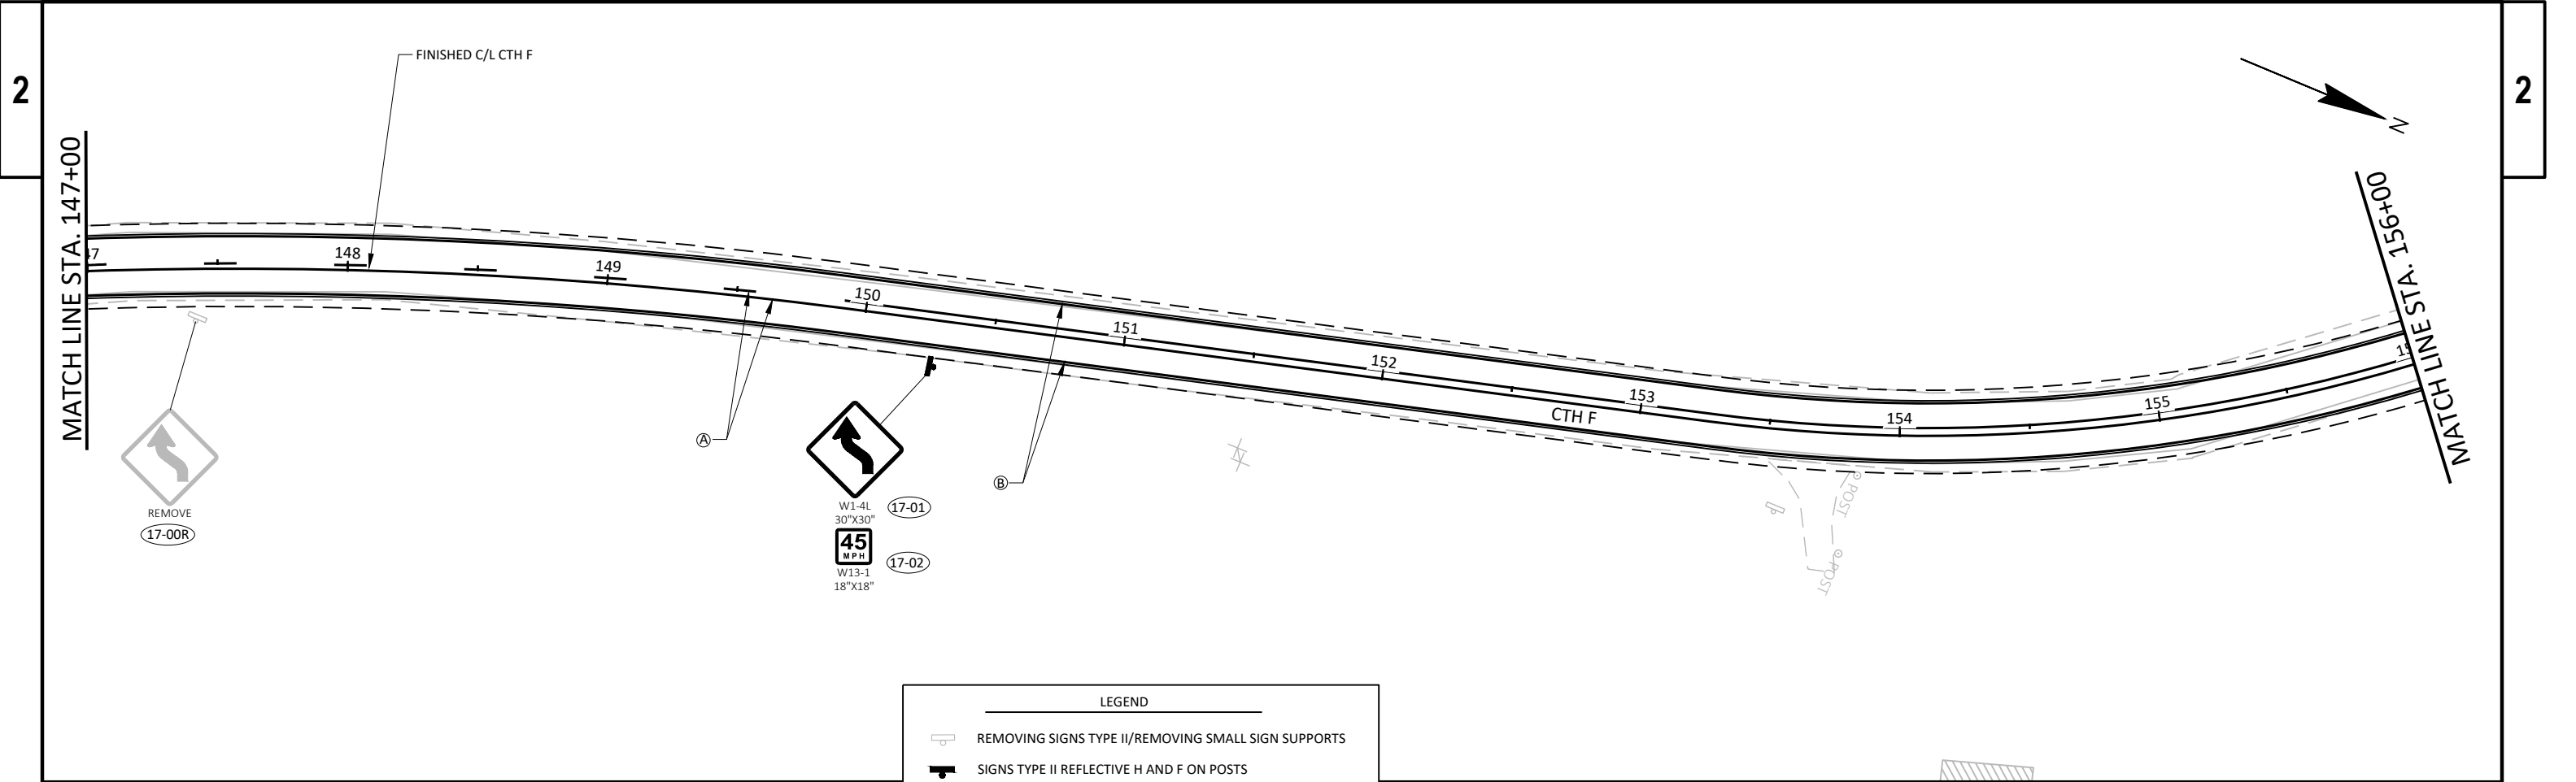 2
2
FINISHED C/L CTH F
N
MATCH LINE STA. 147+00
MATCH LINE STA. 156+00
148
149
150
151
152
153
154
155
CTH F
A
B
REMOVE
17-00R
W1-4L
30"X30"
17-01
45
MPH
17-02
W13-1
18"X18"
POST
POST
LEGEND
REMOVING SIGNS TYPE II/REMOVING SMALL SIGN SUPPORTS
SIGNS TYPE II REFLECTIVE H AND F ON POSTS